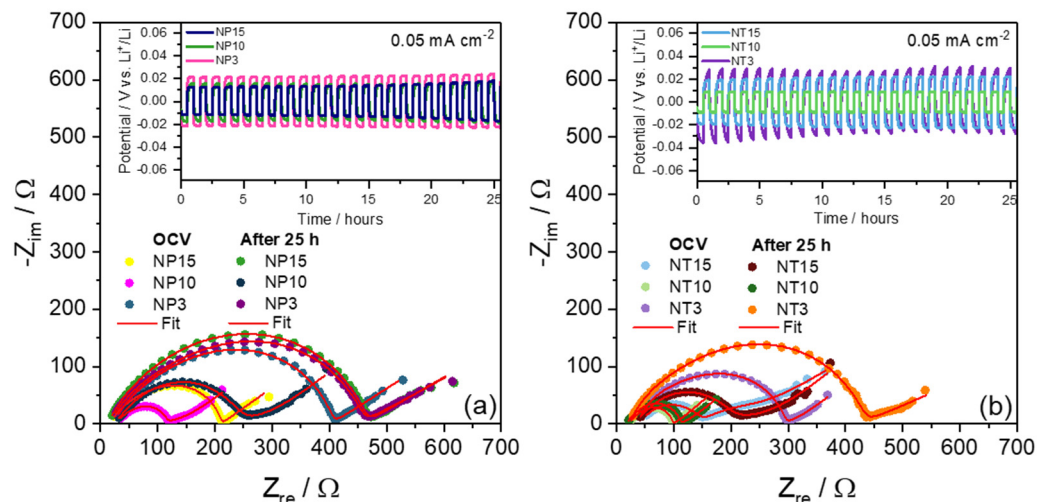 700
600
500
400
300
200
100
0
-Z_im / Ω
0.06
0.04
0.02
0.00
-0.02
-0.04
-0.06
Potential / V vs. Li⁺/Li
NP15
NP10
NP3
0.05 mA cm⁻²
0 5 10 15 20 25
Time / hours
OCV After 25 h
NP15 NP15
NP10 NP10
NP3 NP3
Fit Fit
(a)
0 100 200 300 400 500 600 700
Z_re / Ω
700
600
500
400
300
200
100
0
-Z_im / Ω
0.06
0.04
0.02
0.00
-0.02
-0.04
-0.06
Potential / V vs. Li⁺/Li
NT15
NT10
NT3
0.05 mA cm⁻²
0 5 10 15 20 25
Time / hours
OCV After 25 h
NT15 NT15
NT10 NT10
NT3 NT3
Fit Fit
(b)
0 100 200 300 400 500 600 700
Z_re / Ω